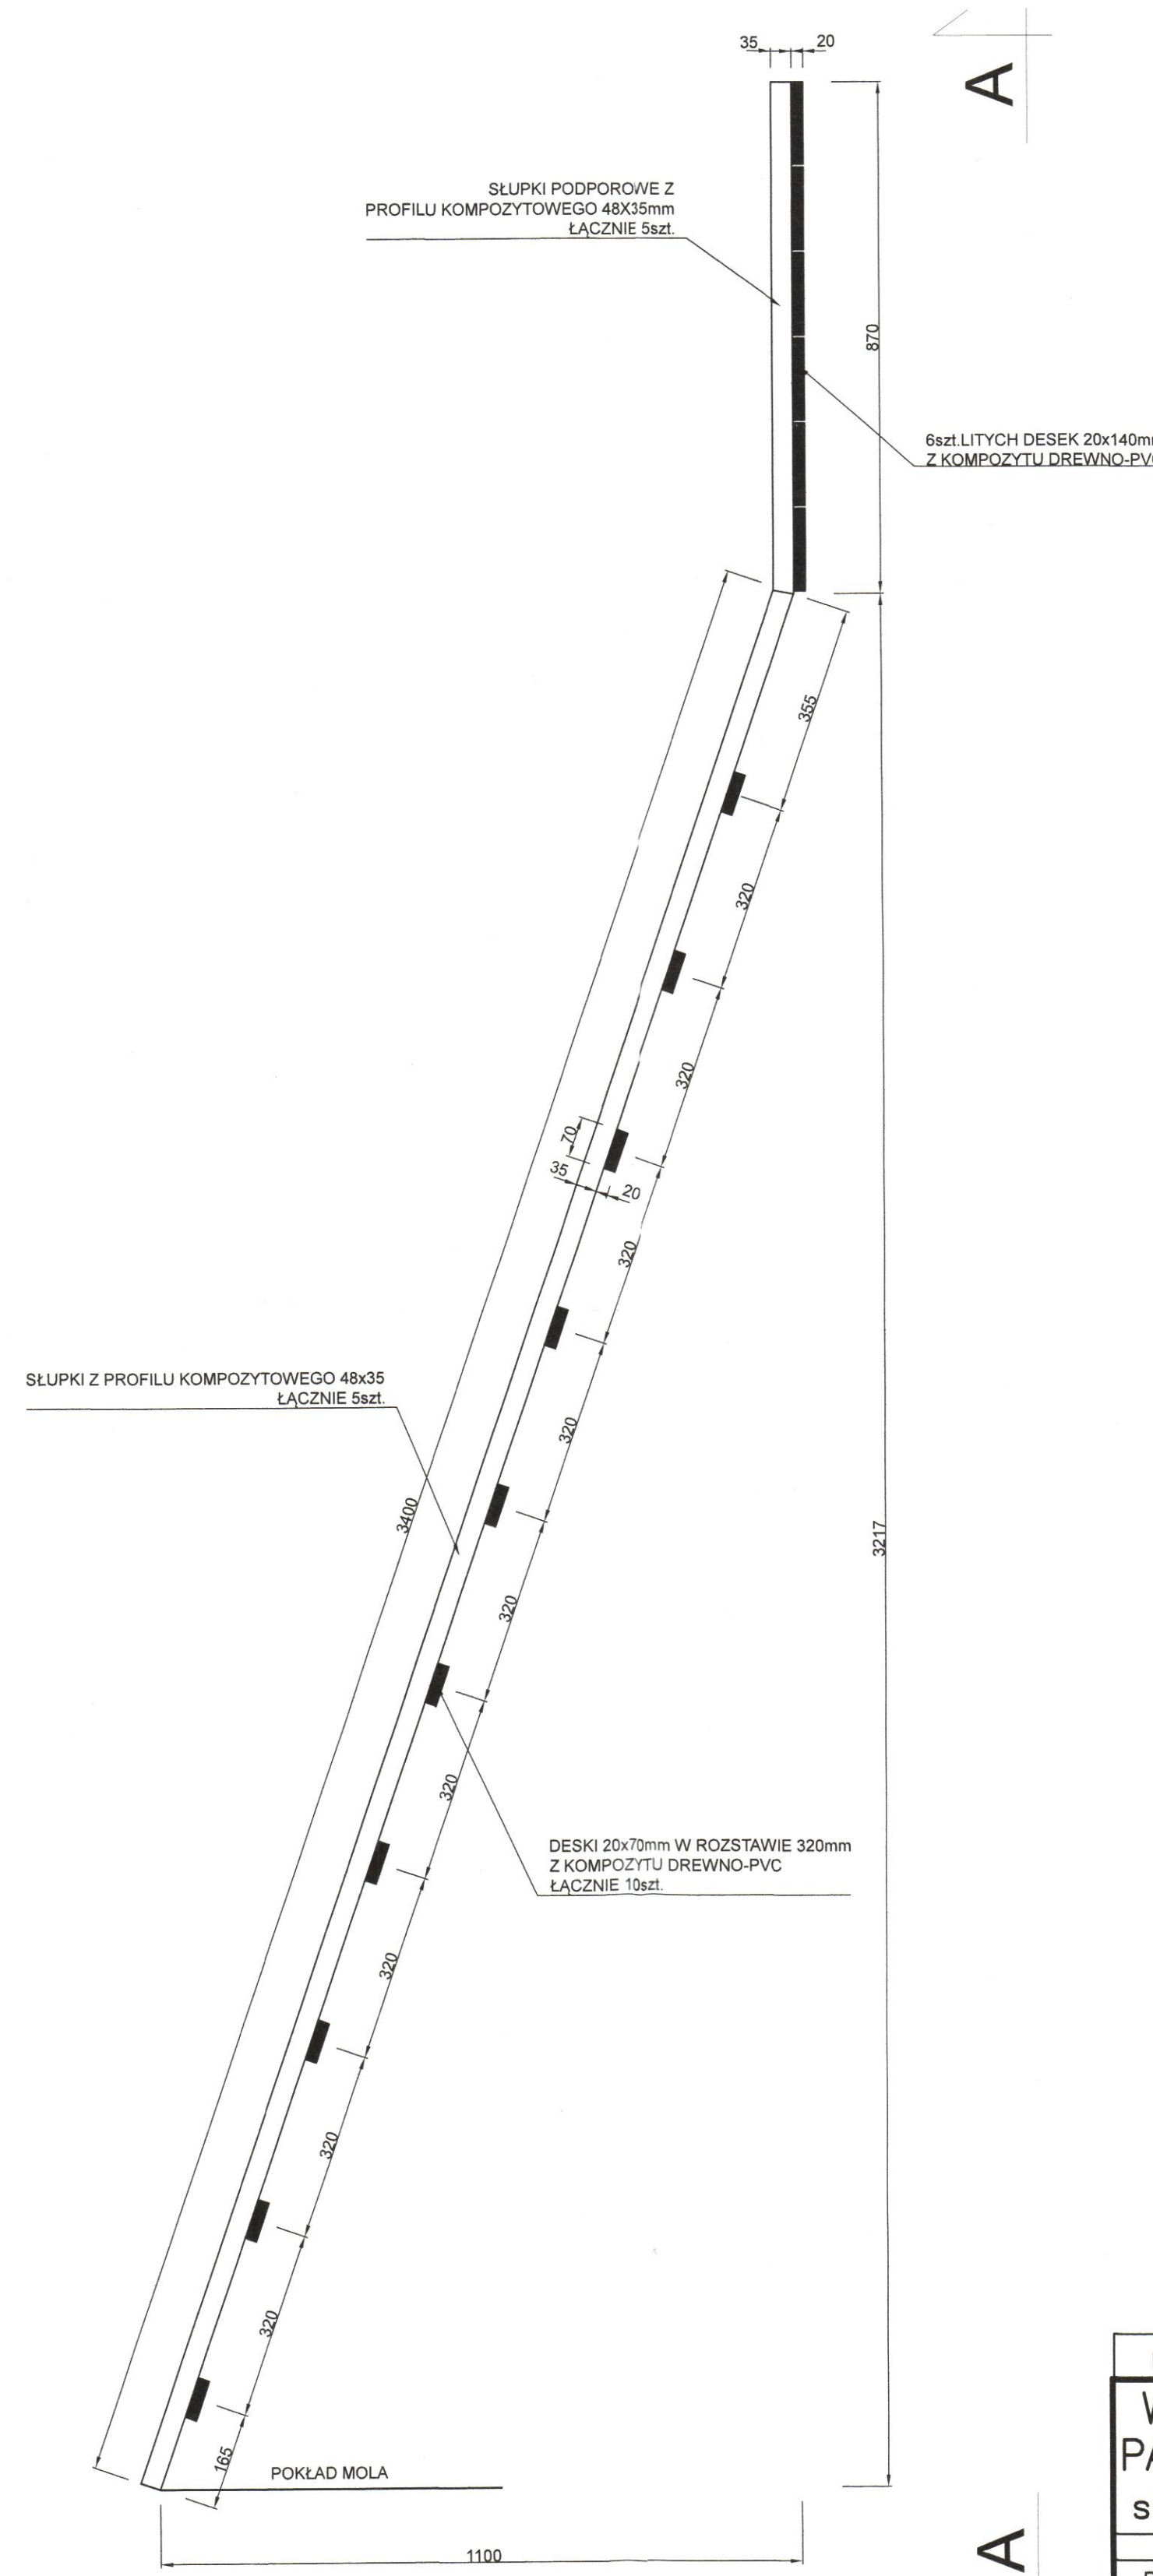 35 20
A
SŁUPKI PODPOROWE Z
PROFILU KOMPOZYTOWEGO 48X35mm
ŁĄCZNIE 5szt.
870
6szt.LITYCH DESEK 20x140m
Z KOMPOZYTU DREWNO-PV
355
320
320
70
35
20
320
SŁUPKI Z PROFILU KOMPOZYTOWEGO 48x35
ŁĄCZNIE 5szt.
320
3400
3217
320
320
DESKI 20x70mm W ROZSTAWIE 320mm
Z KOMPOZYTU DREWNO-PVC
ŁĄCZNIE 10szt.
320
320
320
165
POKŁAD MOLA
1100
A
PA
s